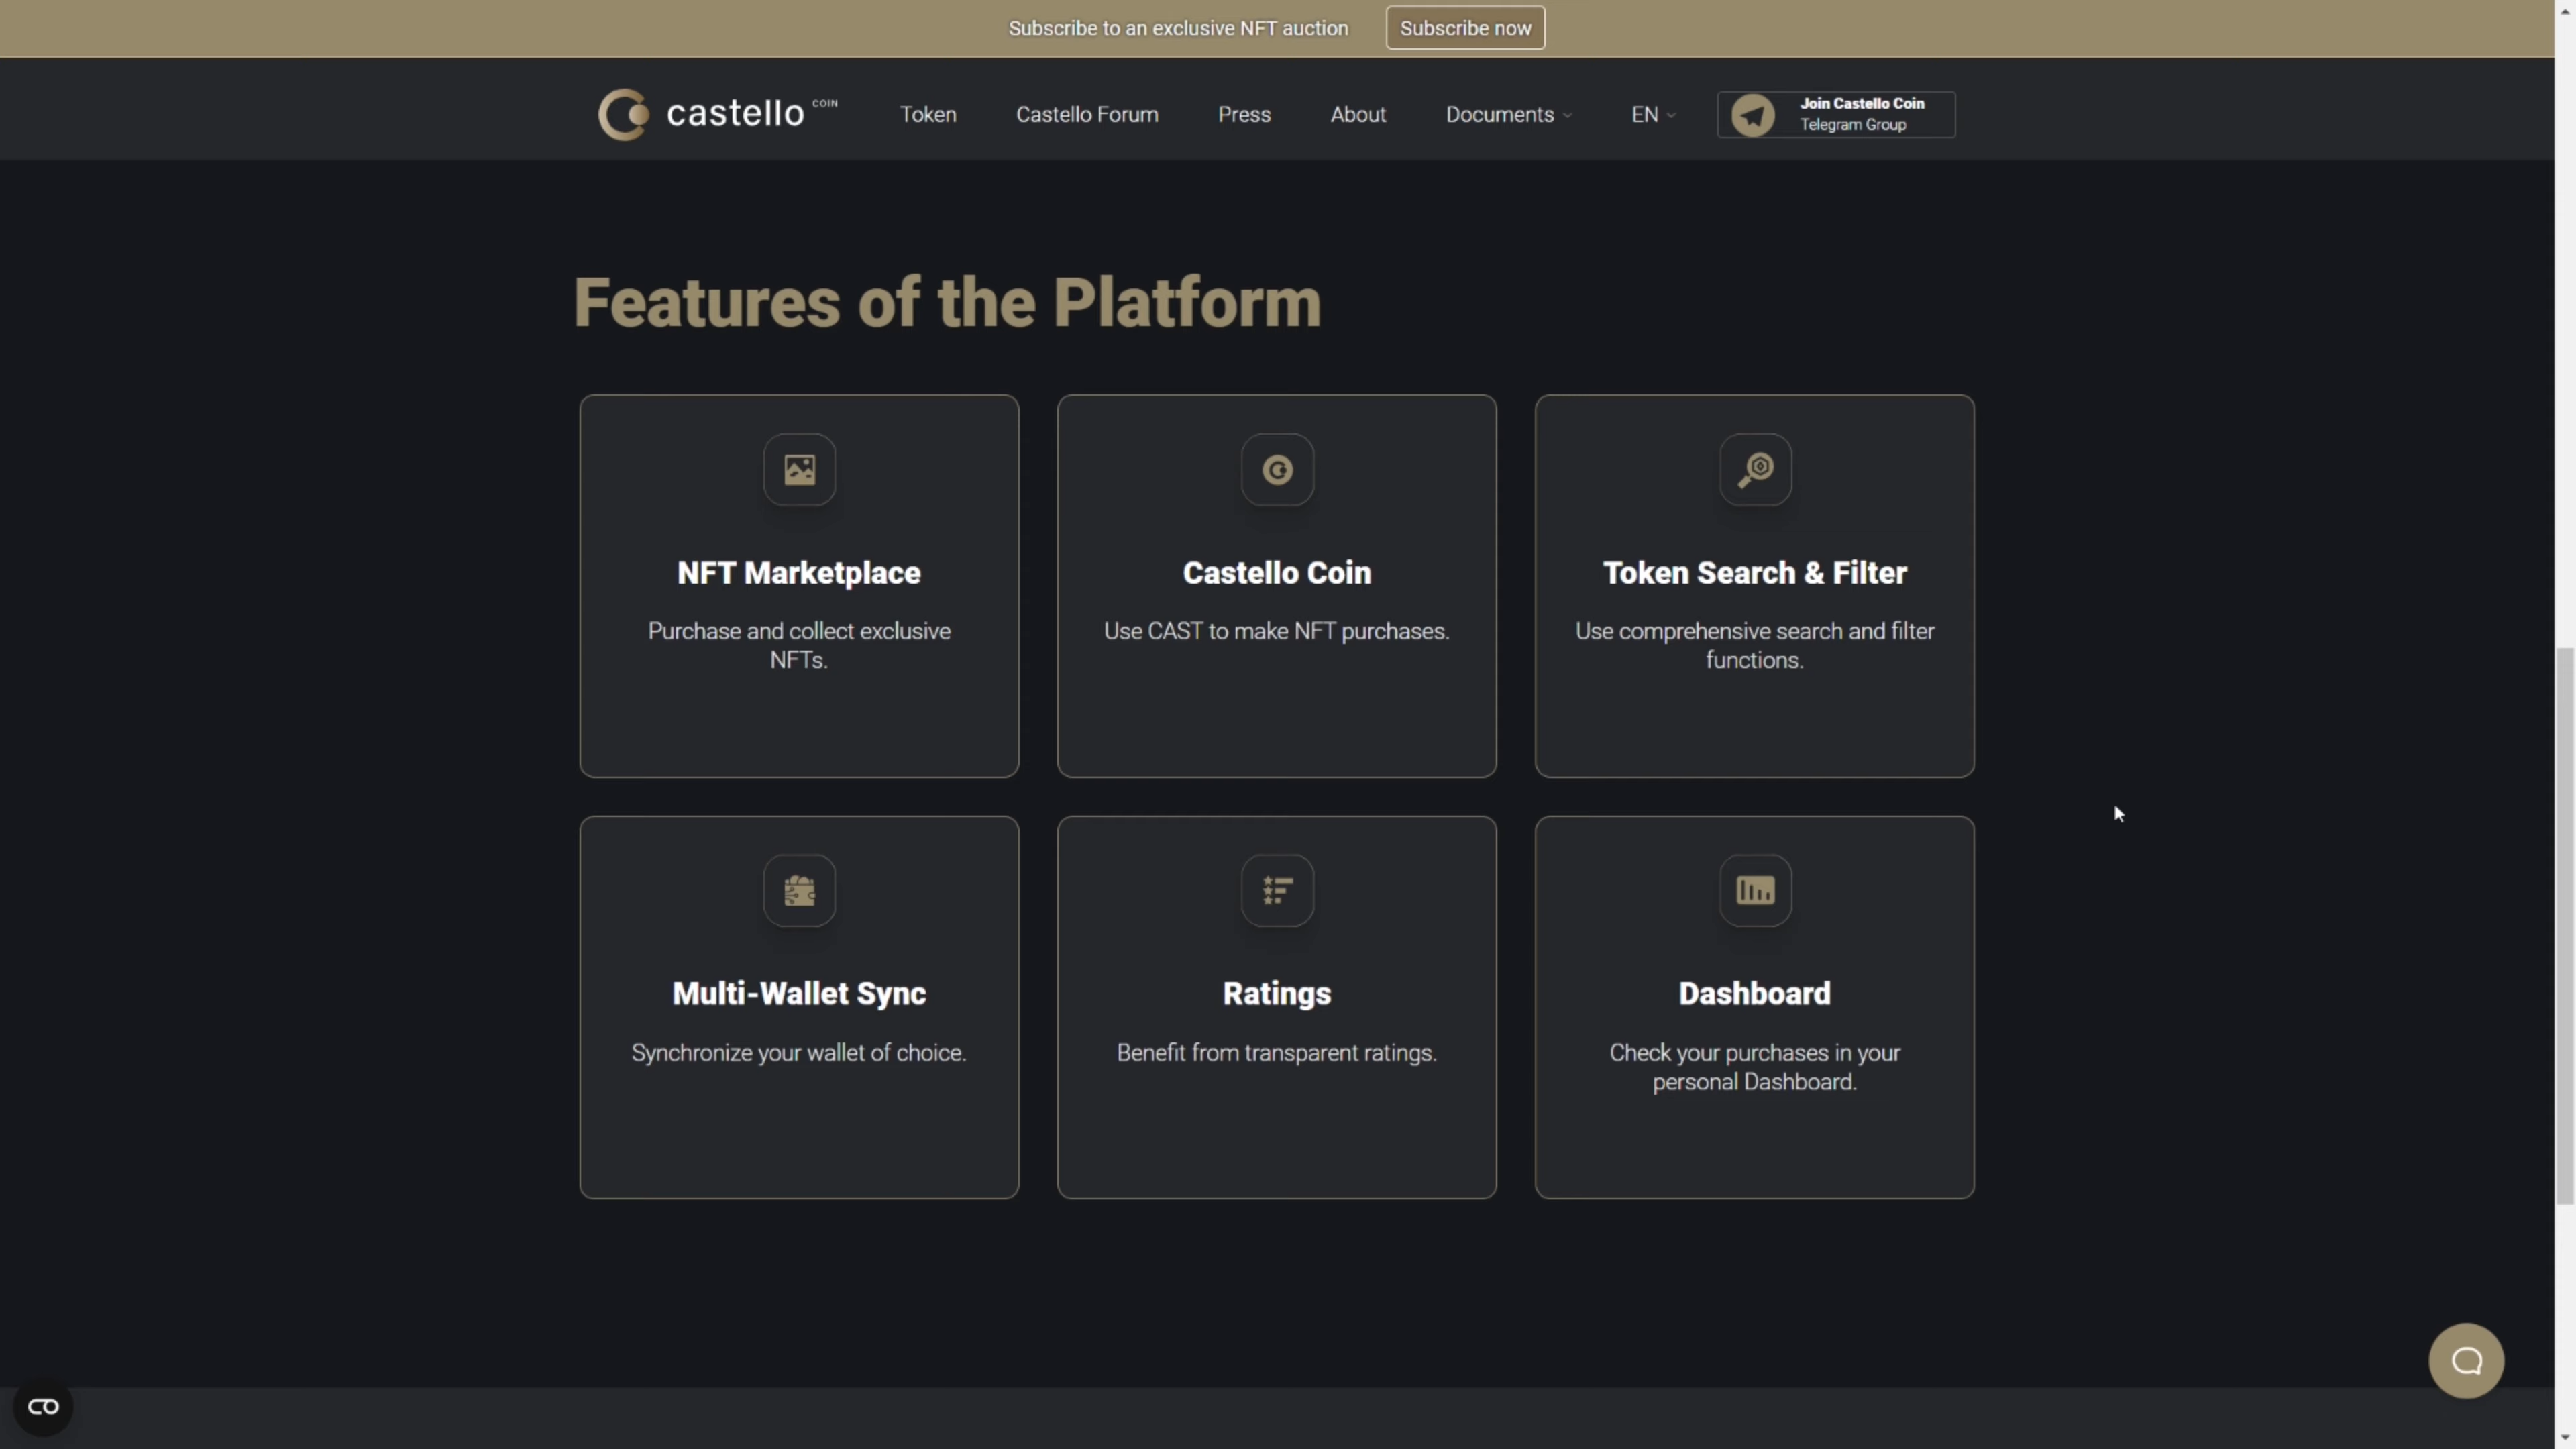 Subscribe to an exclusive NFT auction
Subscribe now
castello COIN
Token
Castello Forum
Press
About
Documents
EN
Join Castello Coin
Telegram Group
Features of the Platform
NFT Marketplace
Purchase and collect exclusive
NFTs.
Castello Coin
Use CAST to make NFT purchases.
Token Search & Filter
Use comprehensive search and filter
functions.
Multi-Wallet Sync
Synchronize your wallet of choice.
Ratings
Benefit from transparent ratings.
Dashboard
Check your purchases in your
personal Dashboard.